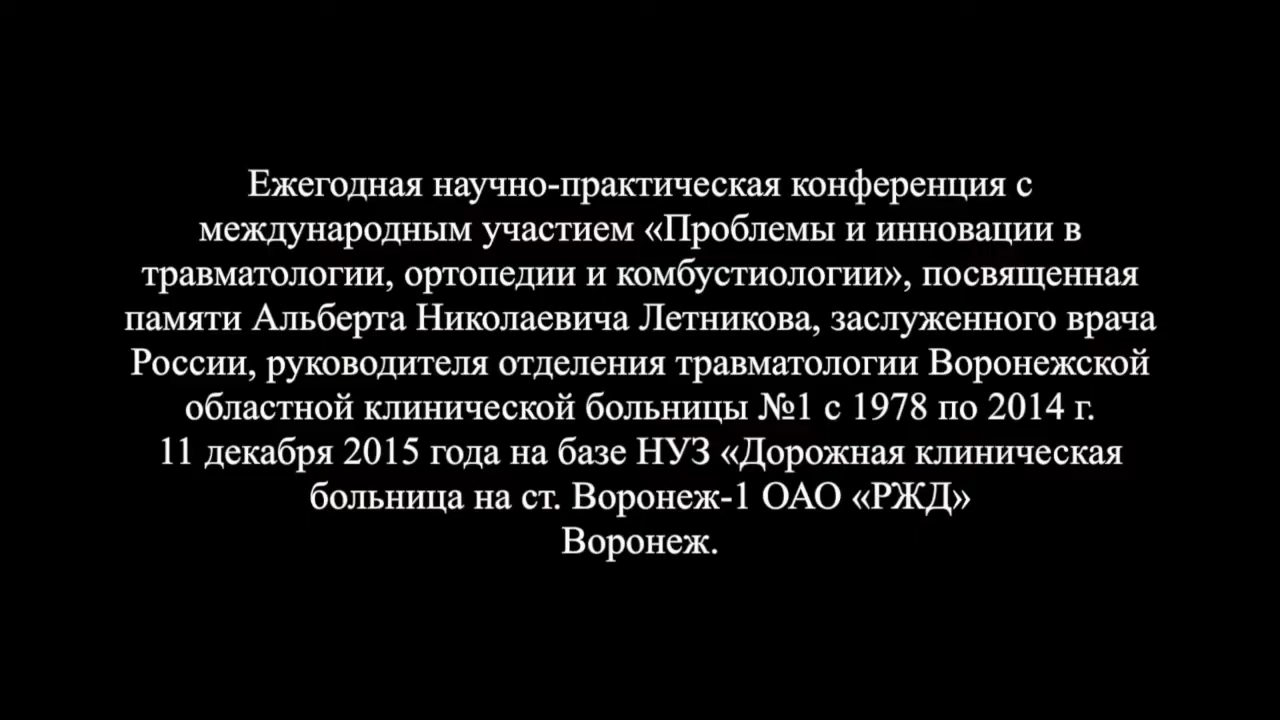 Ежегодная научно-практическая конференция с
международным участием «Проблемы и инновации в
травматологии, ортопедии и комбустиологии», посвященная
памяти Альберта Николаевича Летникова, заслуженного врача
России, руководителя отделения травматологии Воронежской
областной клинической больницы №1 с 1978 по 2014 г.
11 декабря 2015 года на базе НУЗ «Дорожная клиническая
больница на ст. Воронеж-1 ОАО «РЖД»
Воронеж.